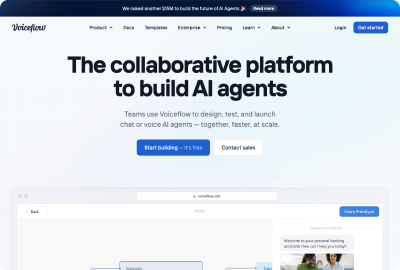 We raised another $15M to build the future of AI Agents 🎉 Read more
Voiceflow
Product Docs Templates Enterprise Pricing Learn About Login Get started
The collaborative platform
to build AI agents
Teams use Voiceflow to design, test, and launch
chat or voice AI agents — together, faster, at scale.
Start building – it's free Contact sales
voiceflow.com
Back Share Prototype
Welcome to your personal banking
assistant! How can I help you today?